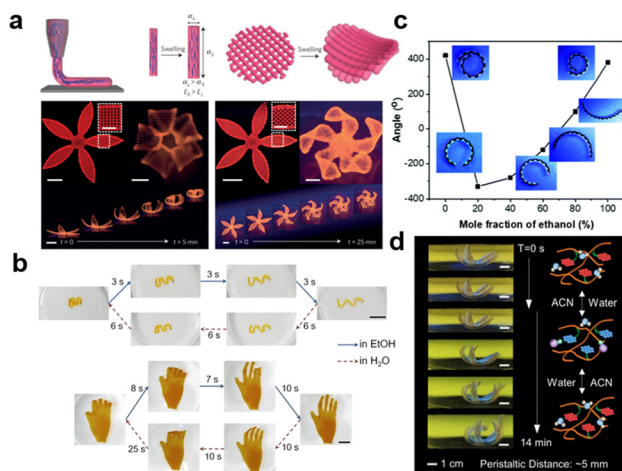 a
Swelling
α⊥
α∥
α⊥ > α∥
E∥ > E⊥
Swelling
t = 0
t = 5 min
t = 0
t = 25 min
b
3 s
3 s
3 s
6 s
6 s
6 s
in EtOH
in H₂O
8 s
7 s
10 s
25 s
10 s
10 s
c
Angle (°)
400
200
0
-200
-400
0
20
40
60
80
100
Mole fraction of ethanol (%)
d
T=0 s
14 min
ACN
Water
Water
ACN
1 cm
Peristaltic Distance: ~5 mm